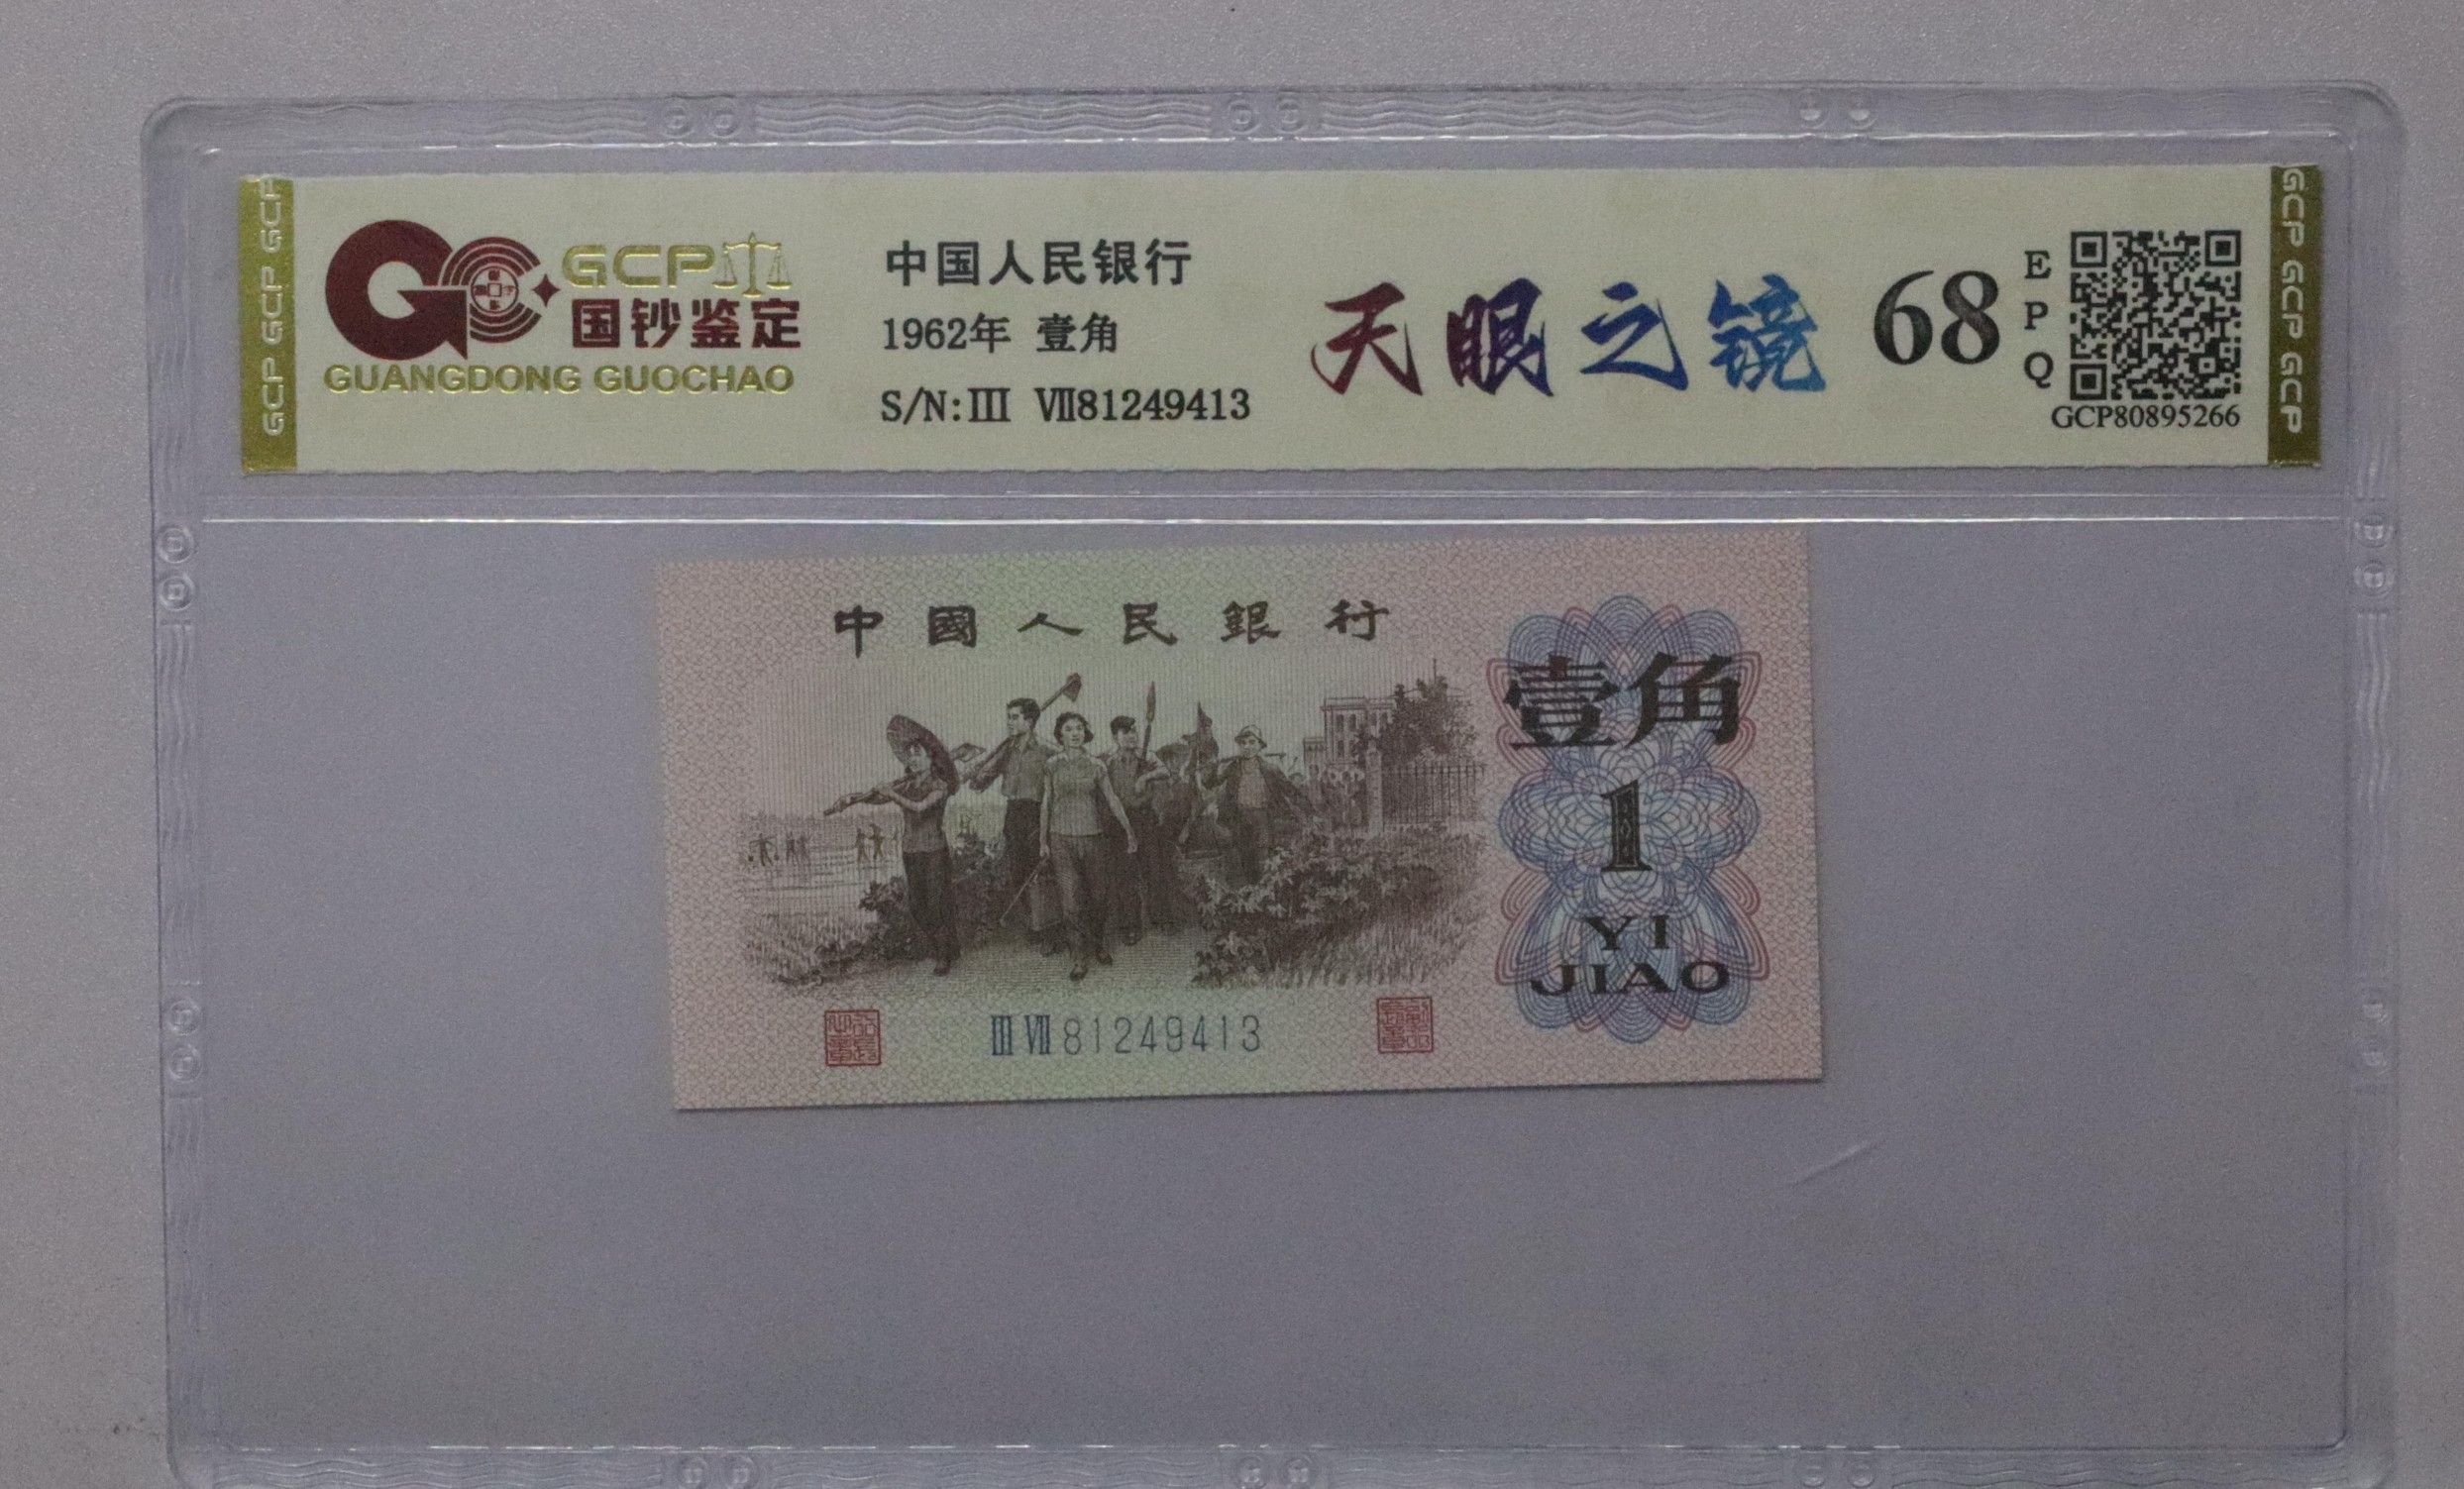 GCP GCP GCP
GCP
国钞鉴定
GUANGDONG GUOCHAO
中国人民银行
1962年 壹角
S/N:III VII81249413
天眼之镜
68
EPQ
GCP80895266
GCP GCP GCP
中國人民銀行
壹角
1
YI
JIAO
III VII 81249413